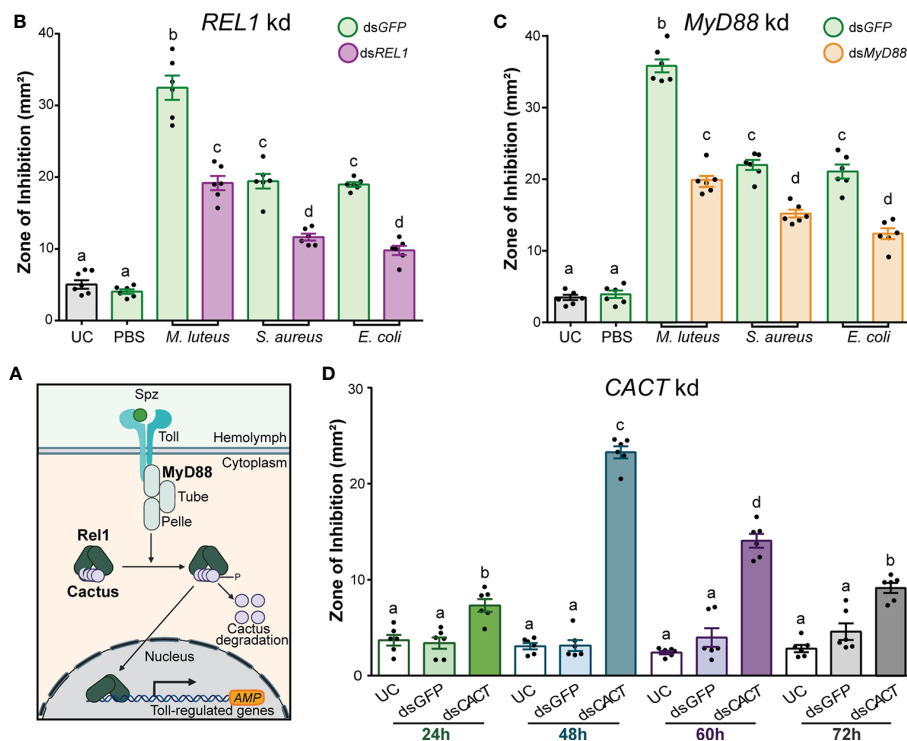 B
REL1 kd
Zone of Inhibition (mm²)
40
30
20
10
0
dsGFP
dsREL1
a
a
b
c
c
d
c
d
UC
PBS
M. luteus
S. aureus
E. coli
C
MyD88 kd
Zone of Inhibition (mm²)
40
30
20
10
0
dsGFP
dsMyD88
a
a
b
c
c
d
c
d
UC
PBS
M. luteus
S. aureus
E. coli
A
Spz
Toll
Hemolymph
Cytoplasm
MyD88
Tube
Pelle
Rel1
Cactus
P
Cactus
degradation
Nucleus
AMP
Toll-regulated genes
D
CACT kd
Zone of Inhibition (mm²)
30
20
10
0
a
a
b
a
a
c
a
a
d
a
a
b
UC
dsGFP
dsCACT
UC
dsGFP
dsCACT
UC
dsGFP
dsCACT
UC
dsGFP
dsCACT
24h
48h
60h
72h